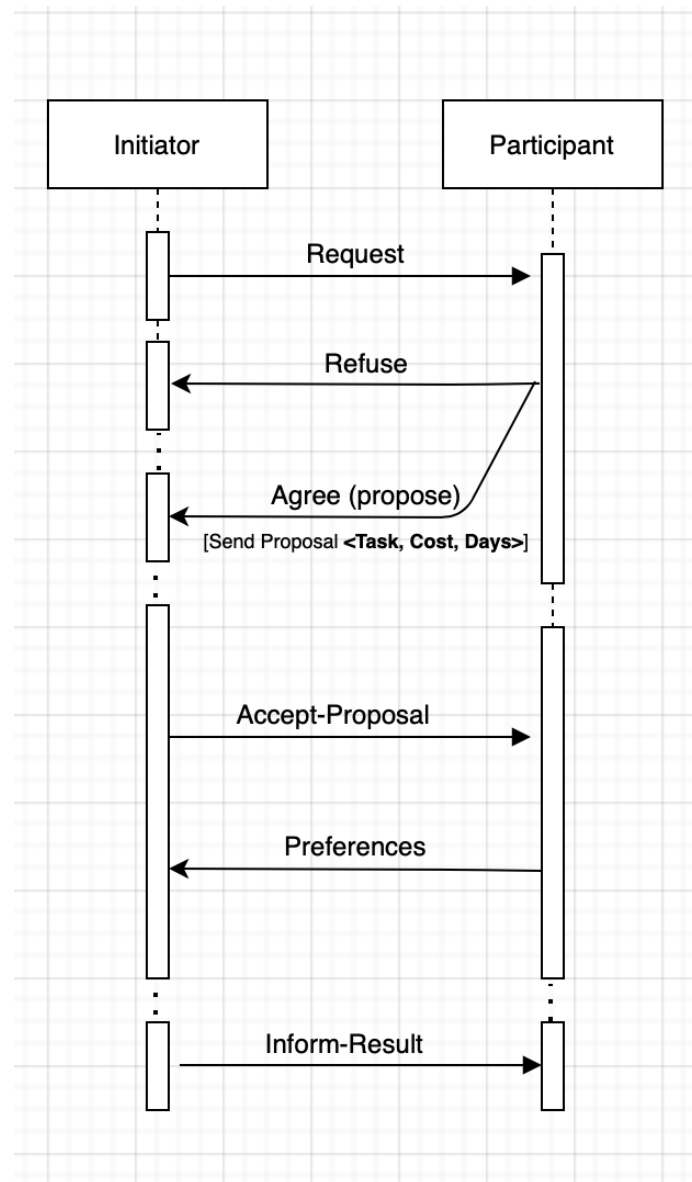 Initiator
Participant
Request
Refuse
Agree (propose)
[Send Proposal <Task, Cost, Days>]
Accept-Proposal
Preferences
Inform-Result